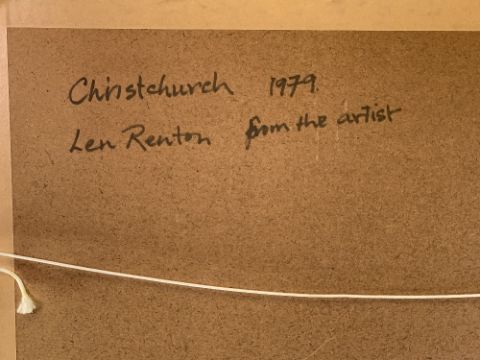 Christchurch 1979.
Len Renton from the artist